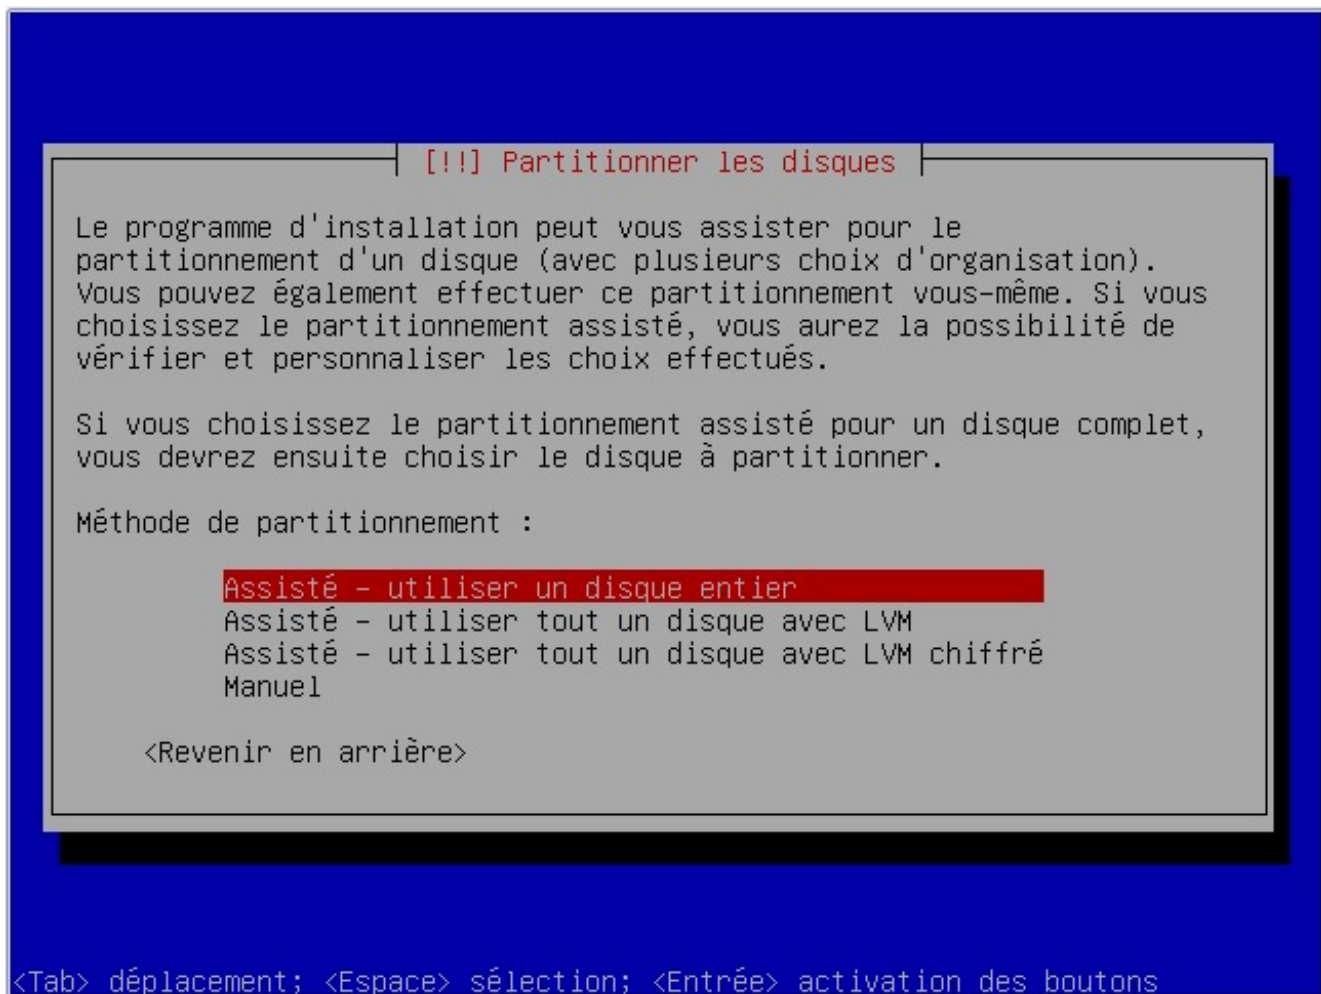 [!!] Partitionner les disques
Le programme d'installation peut vous assister pour le
partitionnement d'un disque (avec plusieurs choix d'organisation).
Vous pouvez également effectuer ce partitionnement vous-même. Si vous
choisissez le partitionnement assisté, vous aurez la possibilité de
vérifier et personnaliser les choix effectués.
Si vous choisissez le partitionnement assisté pour un disque complet,
vous devrez ensuite choisir le disque à partitionner.
Méthode de partitionnement :
Assisté - utiliser un disque entier
Assisté - utiliser tout un disque avec LVM
Assisté - utiliser tout un disque avec LVM chiffré
Manuel
<Revenir en arrière>
<Tab> déplacement; <Espace> sélection; <Entrée> activation des boutons